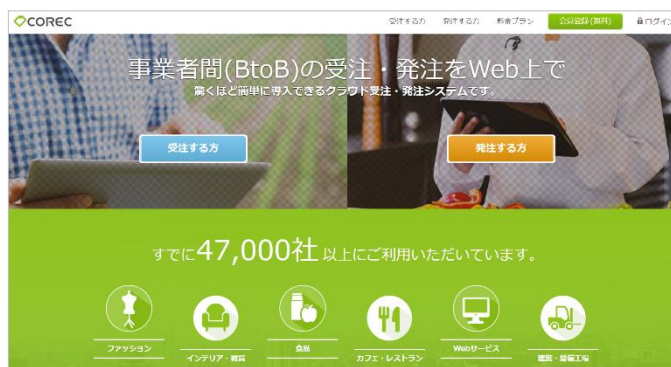 COREC
受注する方 発注する方 料金プラン 会員登録(無料) ログイン
事業者間(BtoB)の受注・発注をWeb上で
驚くほど簡単に導入できるクラウド受注・発注システムです。
受注する方 発注する方
すでに47,000社以上にご利用いただいています。
ファッション インテリア・雑貨 食品 カフェ・レストラン Webサービス 建築・整備工場